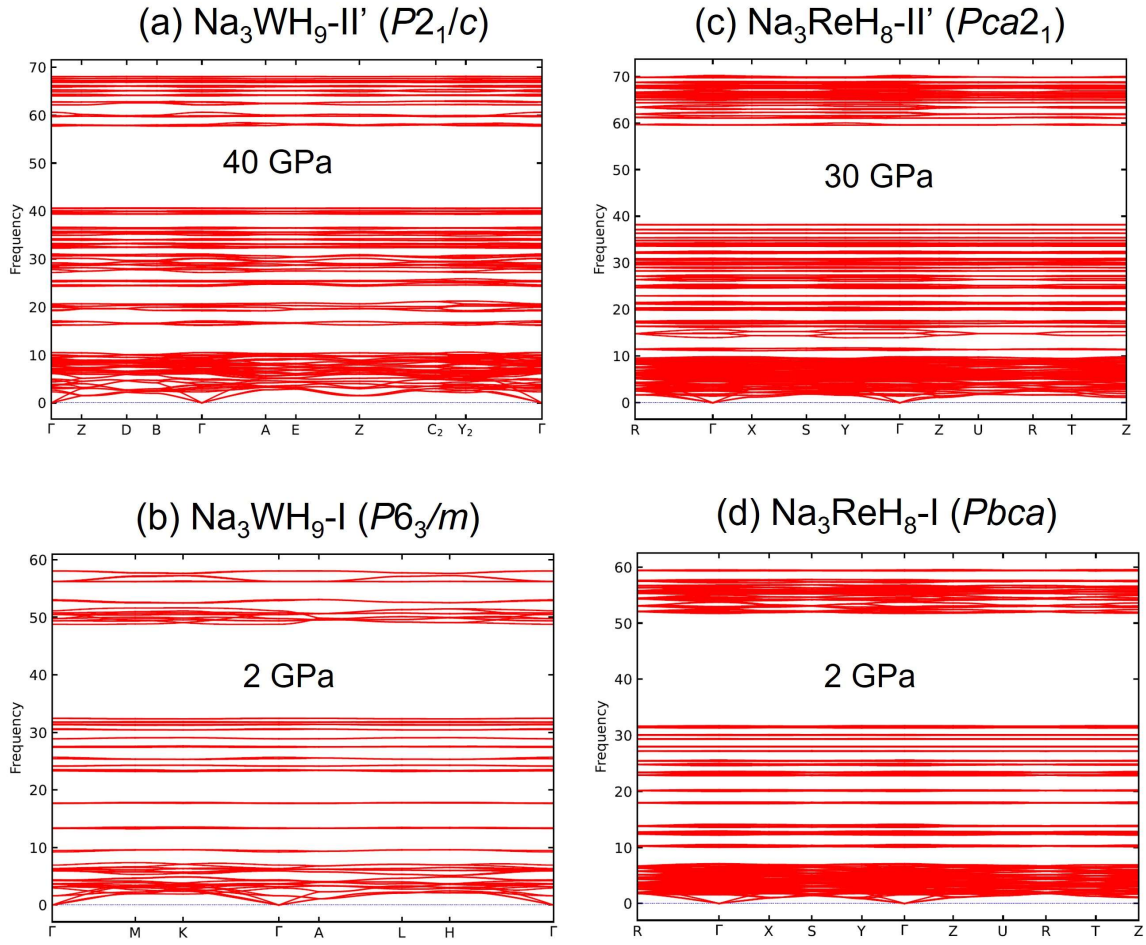 (a) Na₃WH₉-II’ (P2₁/c)
70
60
50
40
30
20
10
0
Frequency
40 GPa
Γ Z D B Γ A E Z C₂ Y₂ Γ
(c) Na₃ReH₈-II’ (Pca2₁)
70
60
50
40
30
20
10
0
Frequency
30 GPa
R Γ X S Y Γ Z U R T Z
(b) Na₃WH₉-I (P6₃/m)
60
50
40
30
20
10
0
Frequency
2 GPa
Γ M K Γ A L H Γ
(d) Na₃ReH₈-I (Pbca)
60
50
40
30
20
10
0
Frequency
2 GPa
R Γ X S Y Γ Z U R T Z